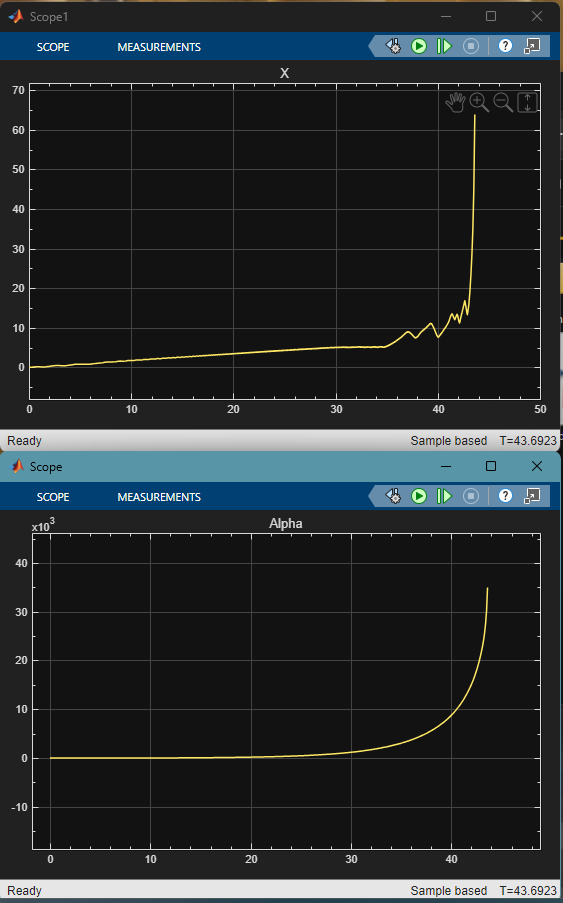 Scope1
SCOPE MEASUREMENTS
X
70
60
50
40
30
20
10
0
0 10 20 30 40 50
Ready Sample based T=43.6923
Scope
SCOPE MEASUREMENTS
x10³
Alpha
40
30
20
10
0
-10
0 10 20 30 40
Ready Sample based T=43.6923